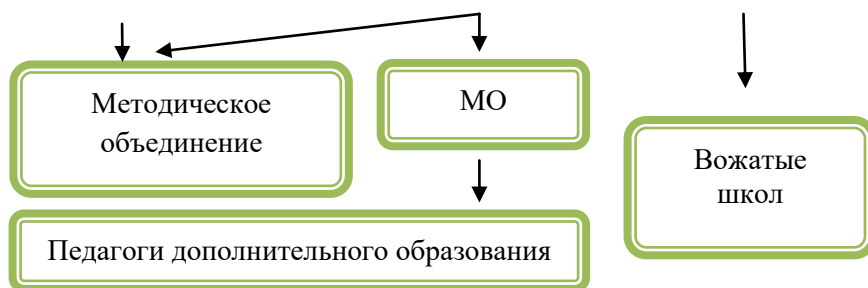 Методическое
объединение
МО
Вожатые
школ
Педагоги дополнительного образования